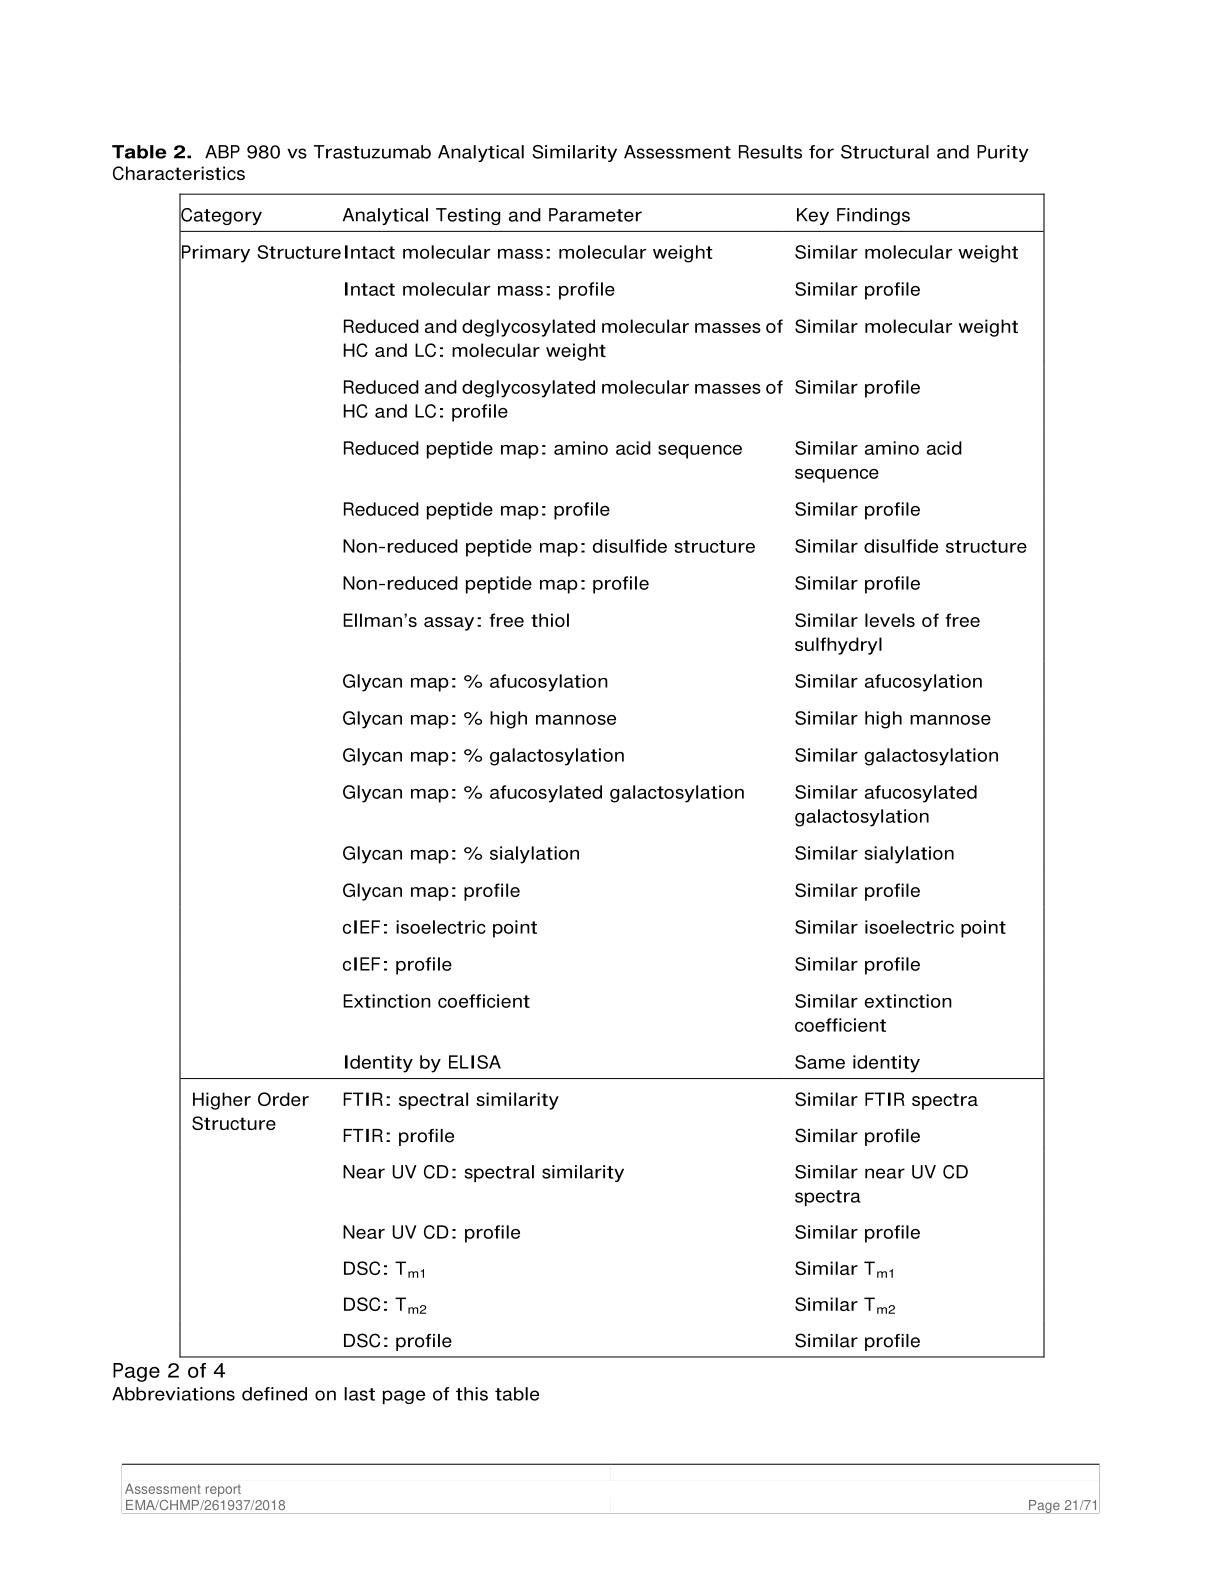 Table 2. ABP 980 vs Trastuzumab Analytical Similarity Assessment Results for Structural and Purity
Characteristics
Category Analytical Testing and Parameter Key Findings
Primary Structure Intact molecular mass: molecular weight Similar molecular weight
Intact molecular mass: profile Similar profile
Reduced and deglycosylated molecular masses of Similar molecular weight
HC and LC: molecular weight
Reduced and deglycosylated molecular masses of Similar profile
HC and LC: profile
Reduced peptide map: amino acid sequence Similar amino acid
sequence
Reduced peptide map: profile Similar profile
Non-reduced peptide map: disulfide structure Similar disulfide structure
Non-reduced peptide map: profile Similar profile
Ellman’s assay: free thiol Similar levels of free
sulfhydryl
Glycan map: % afucosylation Similar afucosylation
Glycan map: % high mannose Similar high mannose
Glycan map: % galactosylation Similar galactosylation
Glycan map: % afucosylated galactosylation Similar afucosylated
galactosylation
Glycan map: % sialylation Similar sialylation
Glycan map: profile Similar profile
cIEF: isoelectric point Similar isoelectric point
cIEF: profile Similar profile
Extinction coefficient Similar extinction
coefficient
Identity by ELISA Same identity
Higher Order FTIR: spectral similarity Similar FTIR spectra
Structure
FTIR: profile Similar profile
Near UV CD: spectral similarity Similar near UV CD
spectra
Near UV CD: profile Similar profile
DSC: Tm1 Similar Tm1
DSC: Tm2 Similar Tm2
DSC: profile Similar profile
Page 2 of 4
Abbreviations defined on last page of this table
Assessment report
EMA/CHMP/261937/2018 Page 21/71